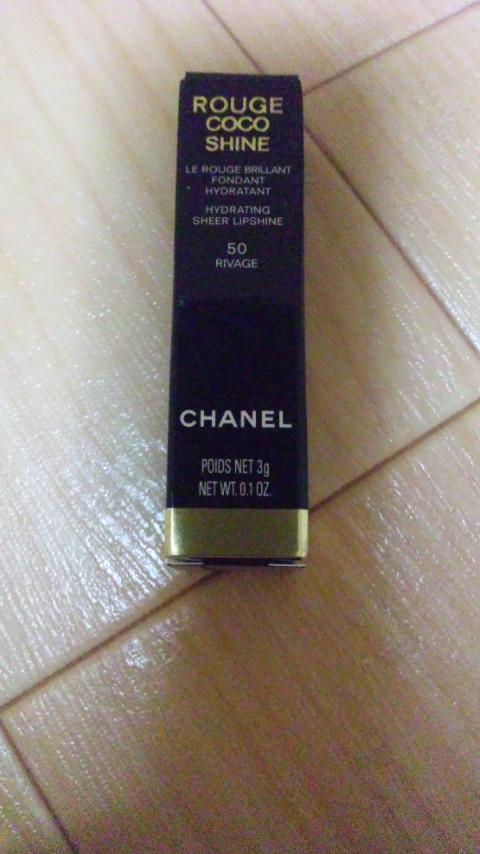 ROUGE
COCO
SHINE
LE ROUGE BRILLANT
FONDANT
HYDRATANT
HYDRATING
SHEER LIPSHINE
50
RIVAGE
CHANEL
POIDS NET 3g
NET WT. 0.1 OZ.